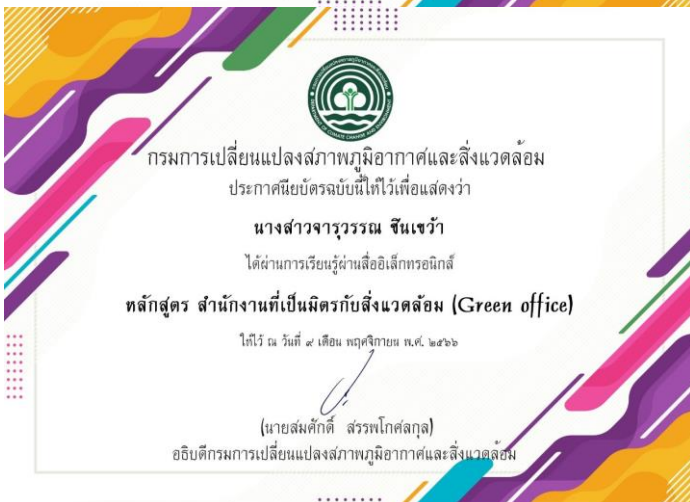 กรมการเปลี่ยนแปลงสภาพภูมิอากาศและสิ่งแวดล้อม
ประกาศนียบัตรฉบับนี้ให้ไว้เพื่อแสดงว่า
นางสาวจารุวรรณ ชีนเขว้า
ได้ผ่านการเรียนรู้ผ่านสื่ออิเล็กทรอนิกส์
หลักสูตร สำนักงานที่เป็นมิตรกับสิ่งแวดล้อม (Green office)
ให้ไว้ ณ วันที่ ๙ เดือน พฤศจิกายน พ.ศ. ๒๕๖๖
(นายสมศักดิ์ สรรพโกศลกุล)
อธิบดีกรมการเปลี่ยนแปลงสภาพภูมิอากาศและสิ่งแวดล้อม